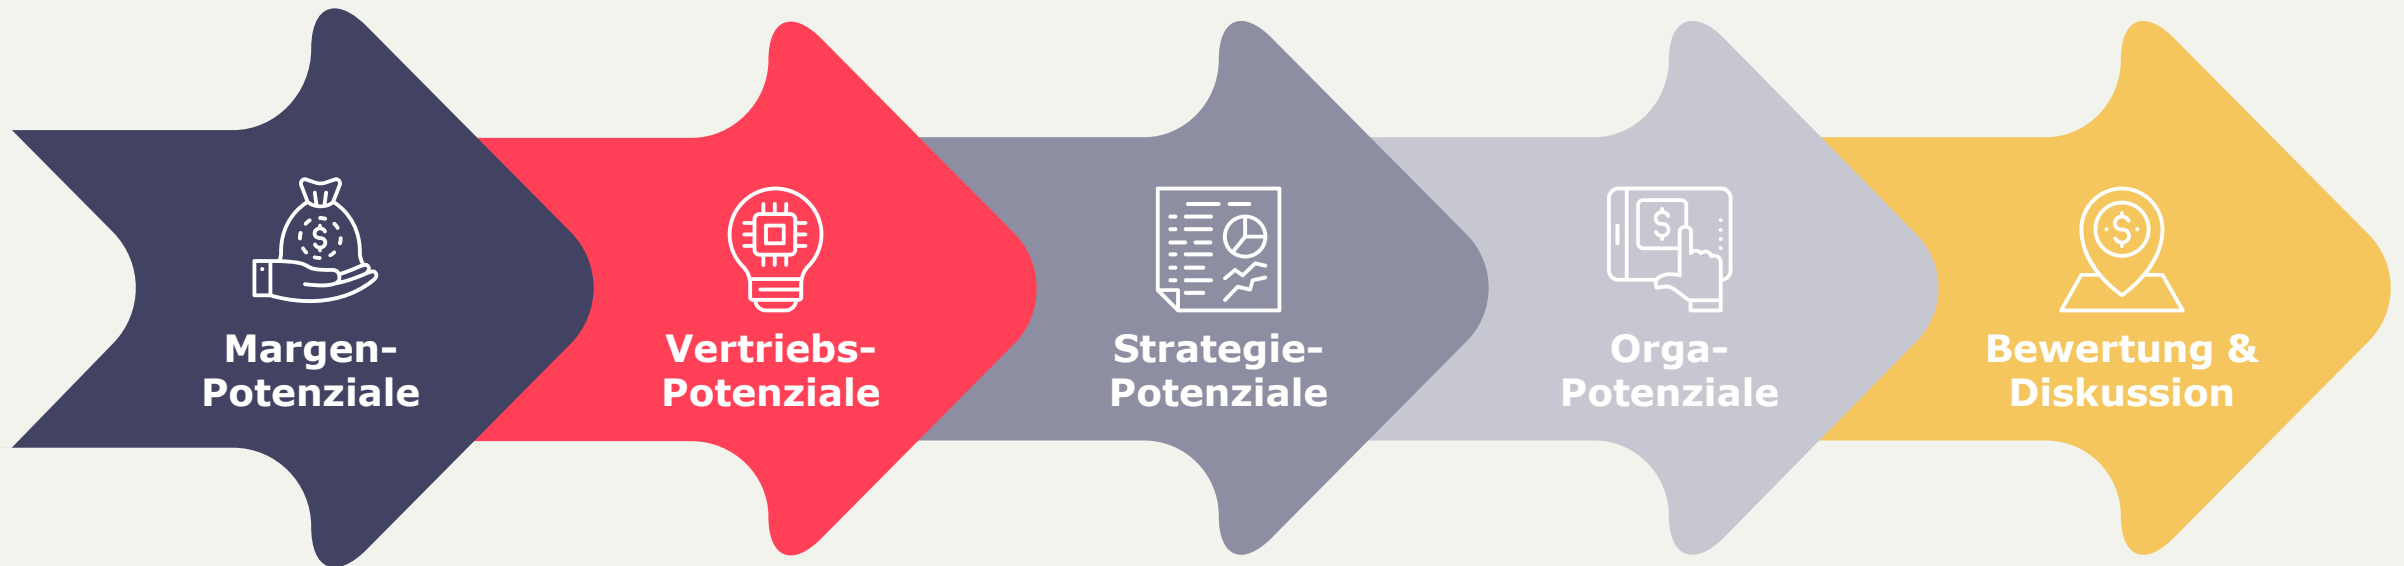 Margen-
Potenziale
Vertriebs-
Potenziale
Strategie-
Potenziale
Orga-
Potenziale
Bewertung &
Diskussion